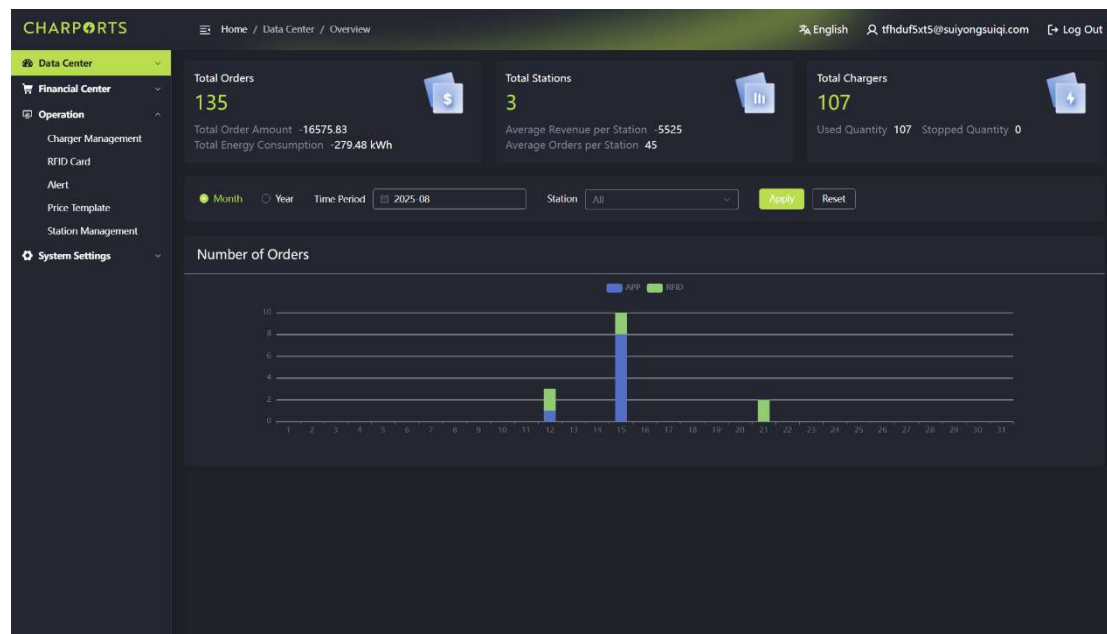 CHARPORTS
Home / Data Center / Overview
English
tfhduf5xt5@suiyongsuiqi.com
Log Out
Data Center
Financial Center
Operation
Charger Management
RFID Card
Alert
Price Template
Station Management
System Settings
Total Orders
135
Total Order Amount -16575.83
Total Energy Consumption -279.48 kWh
Total Stations
3
Average Revenue per Station -5525
Average Orders per Station 45
Total Chargers
107
Used Quantity 107 Stopped Quantity 0
Month Year Time Period 2025-08 Station All Apply Reset
Number of Orders
APP RFID
10
8
6
4
2
0
1 2 3 4 5 6 7 8 9 10 11 12 13 14 15 16 17 18 19 20 21 22 23 24 25 26 27 28 29 30 31